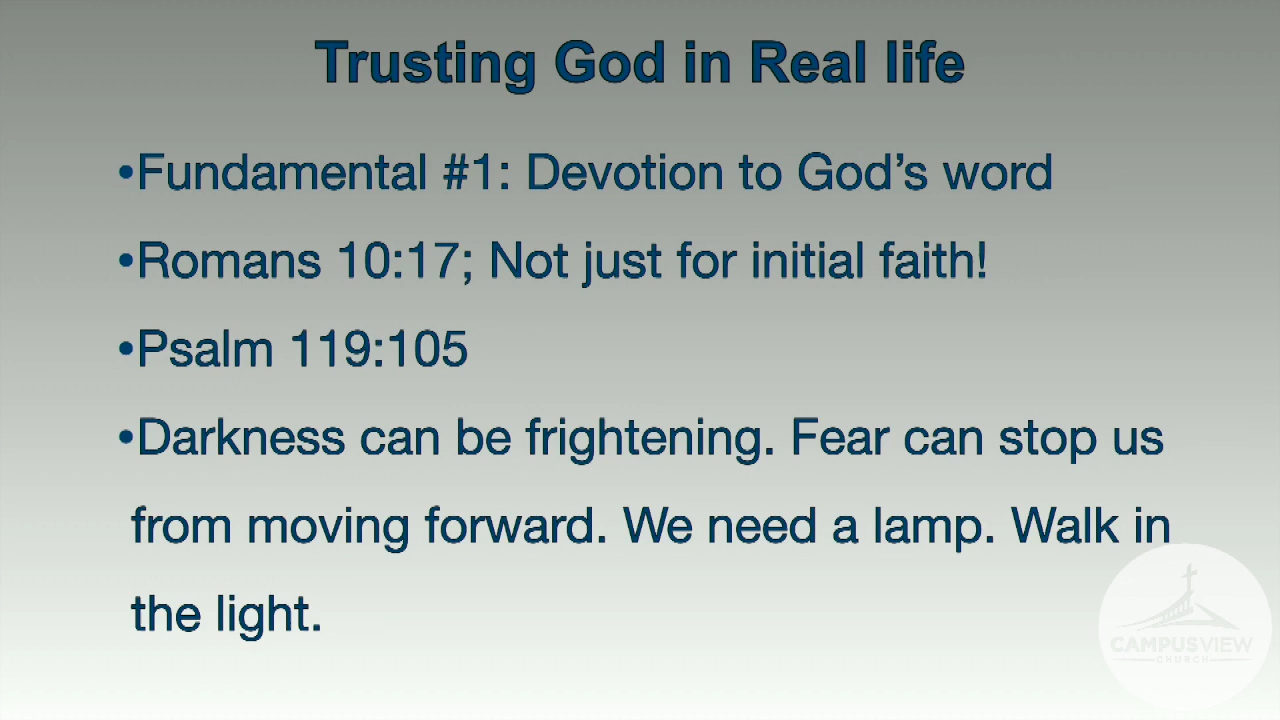 Trusting God in Real life
•Fundamental #1: Devotion to God’s word
•Romans 10:17; Not just for initial faith!
•Psalm 119:105
•Darkness can be frightening. Fear can stop us
from moving forward. We need a lamp. Walk in
the light.
CAMPUSVIEW
CHURCH